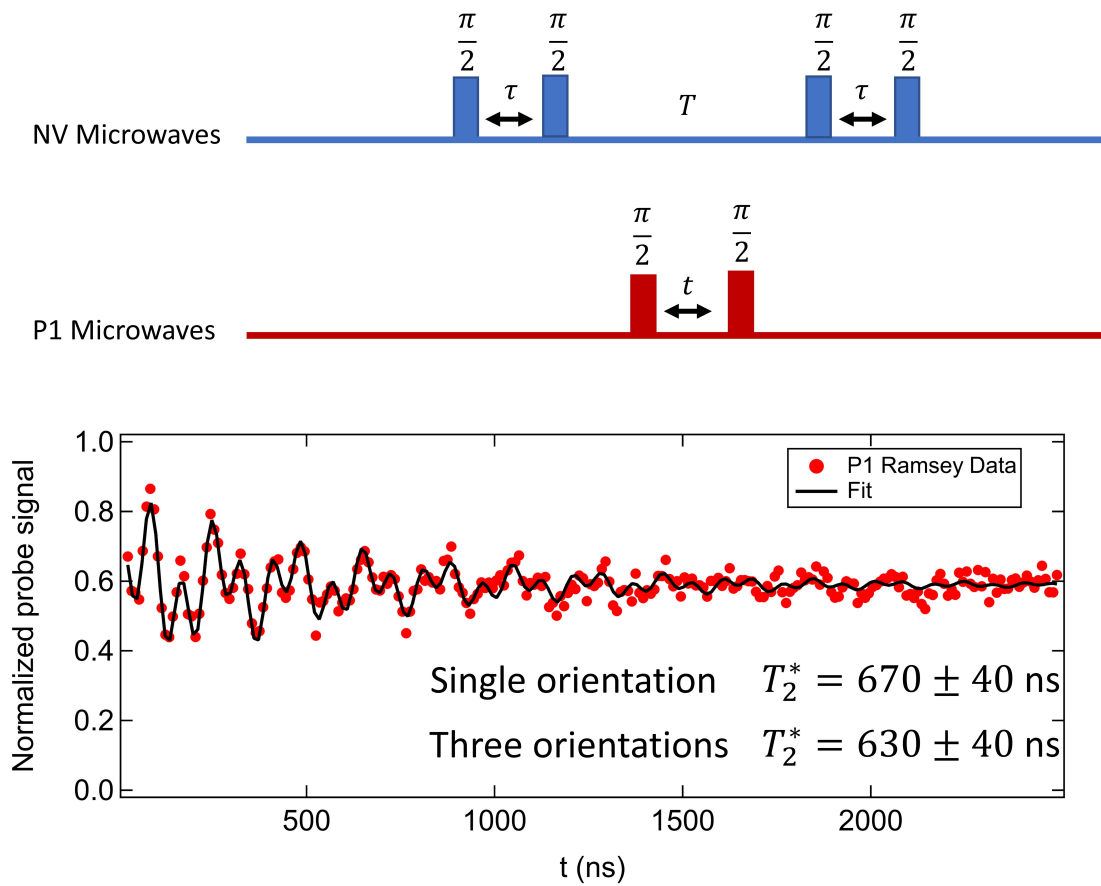 π/2 π/2 π/2 π/2
τ T τ
NV Microwaves
π/2 π/2
t
P1 Microwaves
1.0
0.8
0.6
0.4
0.2
0.0
Normalized probe signal
P1 Ramsey Data
Fit
Single orientation T₂* = 670 ± 40 ns
Three orientations T₂* = 630 ± 40 ns
500 1000 1500 2000
t (ns)